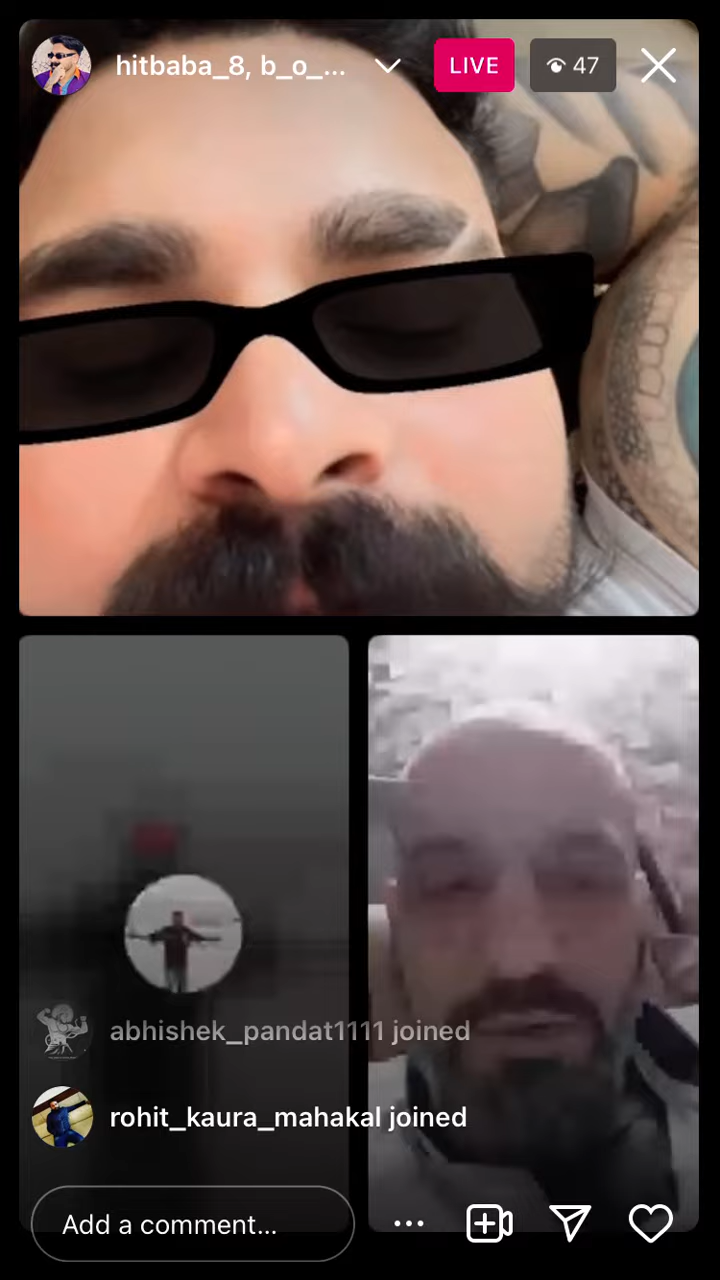 hitbaba_8, b_o_...
LIVE
47
abhishek_pandat1111 joined
rohit_kaura_mahakal joined
Add a comment...